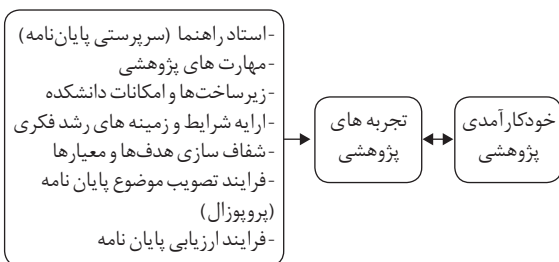 -استاد راهنما (سرپرستی پایان‌نامه)
-مهارت های پژوهشی
-زیرساخت‌ها و امکانات دانشکده
-ارایه شرایط و زمینه های رشد فکری
-شفاف سازی هدف‌ها و معیارها
-فرایند تصویب موضوع پایان نامه
(پروپوزال)
-فرایند ارزیابی پایان نامه
تجربه های
پژوهشی
خودکارآمدی
پژوهشی